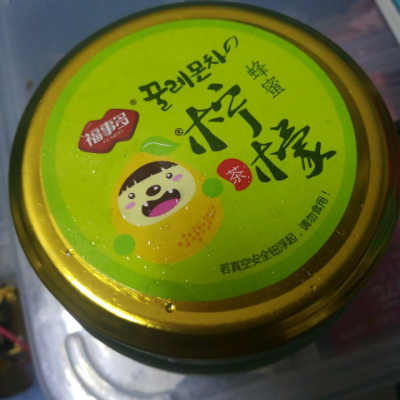 福事多
꿀레몬차の
蜂蜜
柠檬
茶
若真空安全钮浮起，请勿食用！